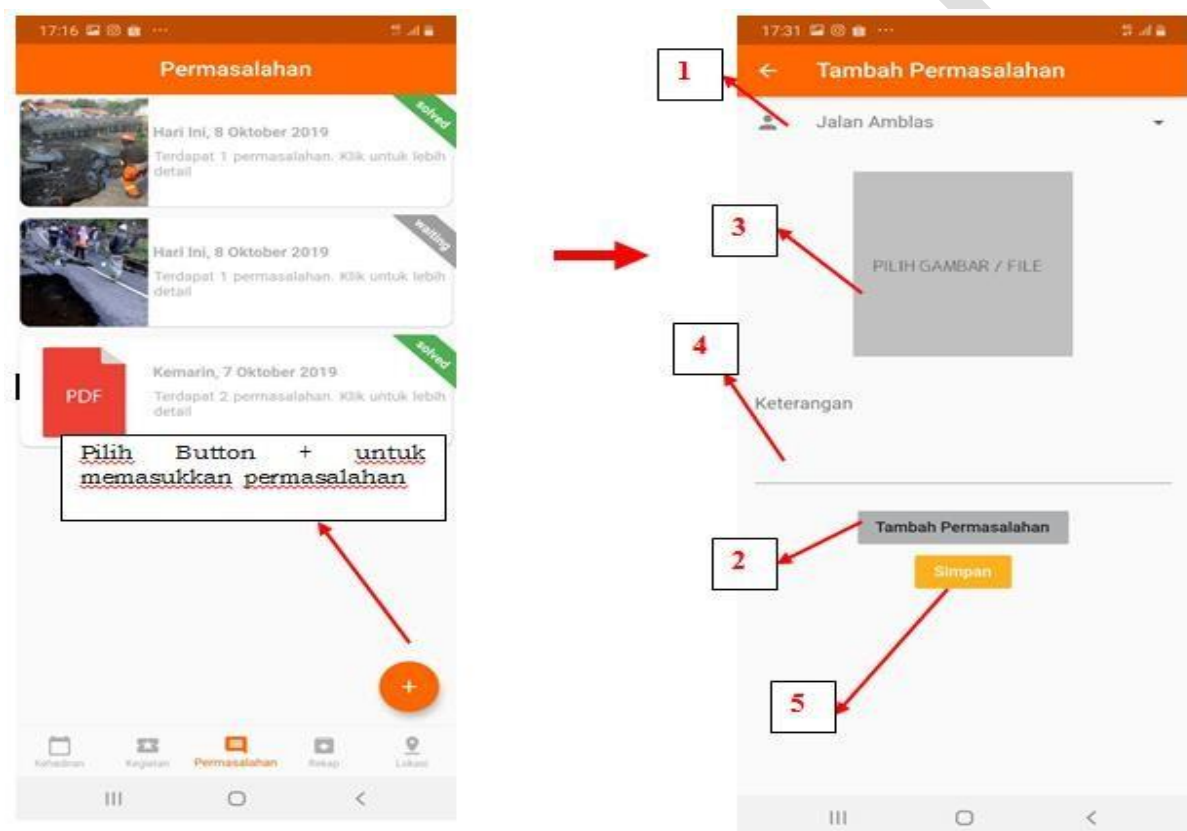 17:16
Permasalahan
solved
Hari Ini, 8 Oktober 2019
Terdapat 1 permasalahan. Klik untuk lebih
detail
waiting
Hari Ini, 8 Oktober 2019
Terdapat 1 permasalahan. Klik untuk lebih
detail
solved
PDF
Kemarin, 7 Oktober 2019
Terdapat 2 permasalahan. Klik untuk lebih
detail
Pilih Button + untuk
memasukkan permasalahan
+
Kehadiran Kegiatan Permasalahan Rekap Lokasi
17:31
1
Tambah Permasalahan
Jalan Amblas
3
PILIH GAMBAR / FILE
4
Keterangan
Tambah Permasalahan
2
Simpan
5